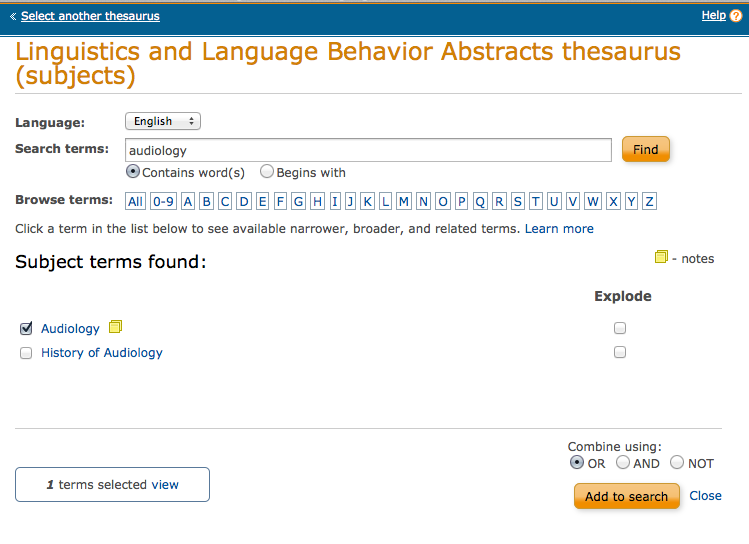 « Select another thesaurus Help ?
Linguistics and Language Behavior Abstracts thesaurus
(subjects)
Language: English
Search terms: audiology Find
Contains word(s) Begins with
Browse terms: All 0-9 A B C D E F G H I J K L M N O P Q R S T U V W X Y Z
Click a term in the list below to see available narrower, broader, and related terms. Learn more
Subject terms found: - notes
Explode
Audiology
History of Audiology
Combine using:
OR AND NOT
1 terms selected view
Add to search Close